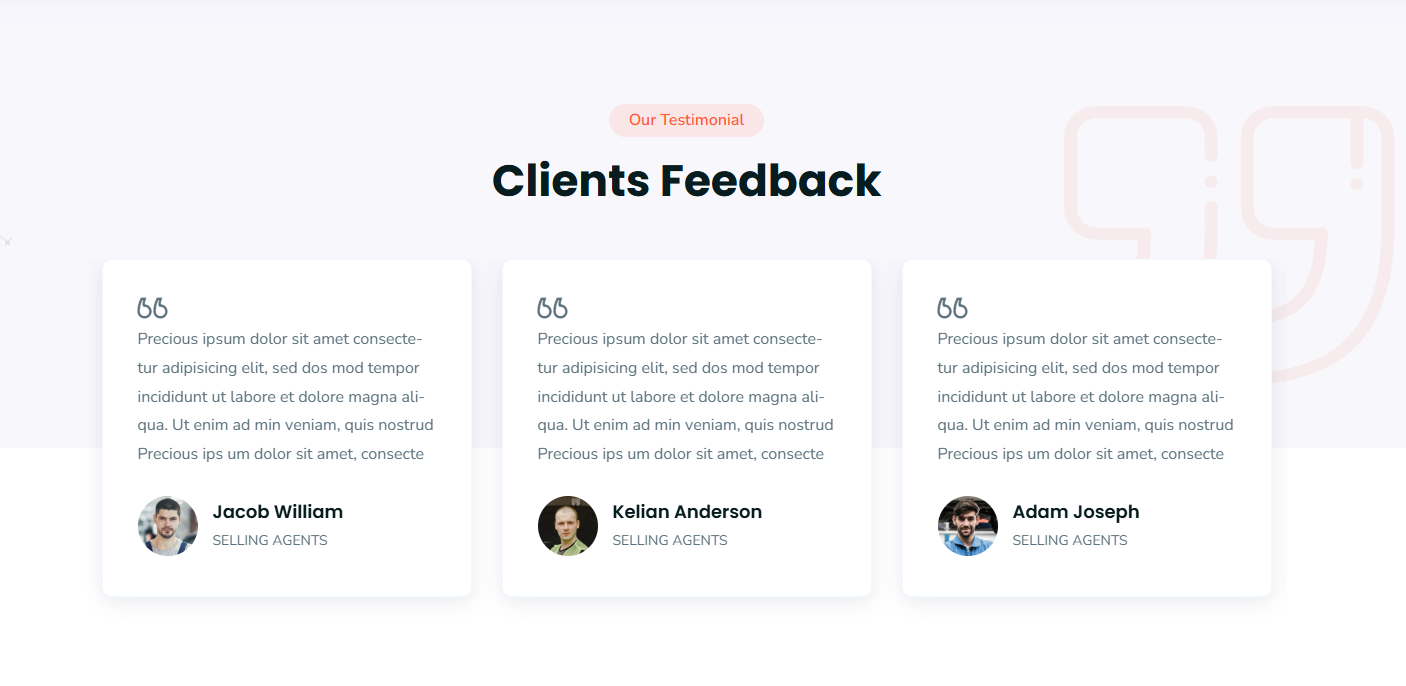 Our Testimonial
Clients Feedback
Precious ipsum dolor sit amet consecte-
tur adipisicing elit, sed dos mod tempor
incididunt ut labore et dolore magna ali-
qua. Ut enim ad min veniam, quis nostrud
Precious ips um dolor sit amet, consecte
Jacob William
SELLING AGENTS
Precious ipsum dolor sit amet consecte-
tur adipisicing elit, sed dos mod tempor
incididunt ut labore et dolore magna ali-
qua. Ut enim ad min veniam, quis nostrud
Precious ips um dolor sit amet, consecte
Kelian Anderson
SELLING AGENTS
Precious ipsum dolor sit amet consecte-
tur adipisicing elit, sed dos mod tempor
incididunt ut labore et dolore magna ali-
qua. Ut enim ad min veniam, quis nostrud
Precious ips um dolor sit amet, consecte
Adam Joseph
SELLING AGENTS